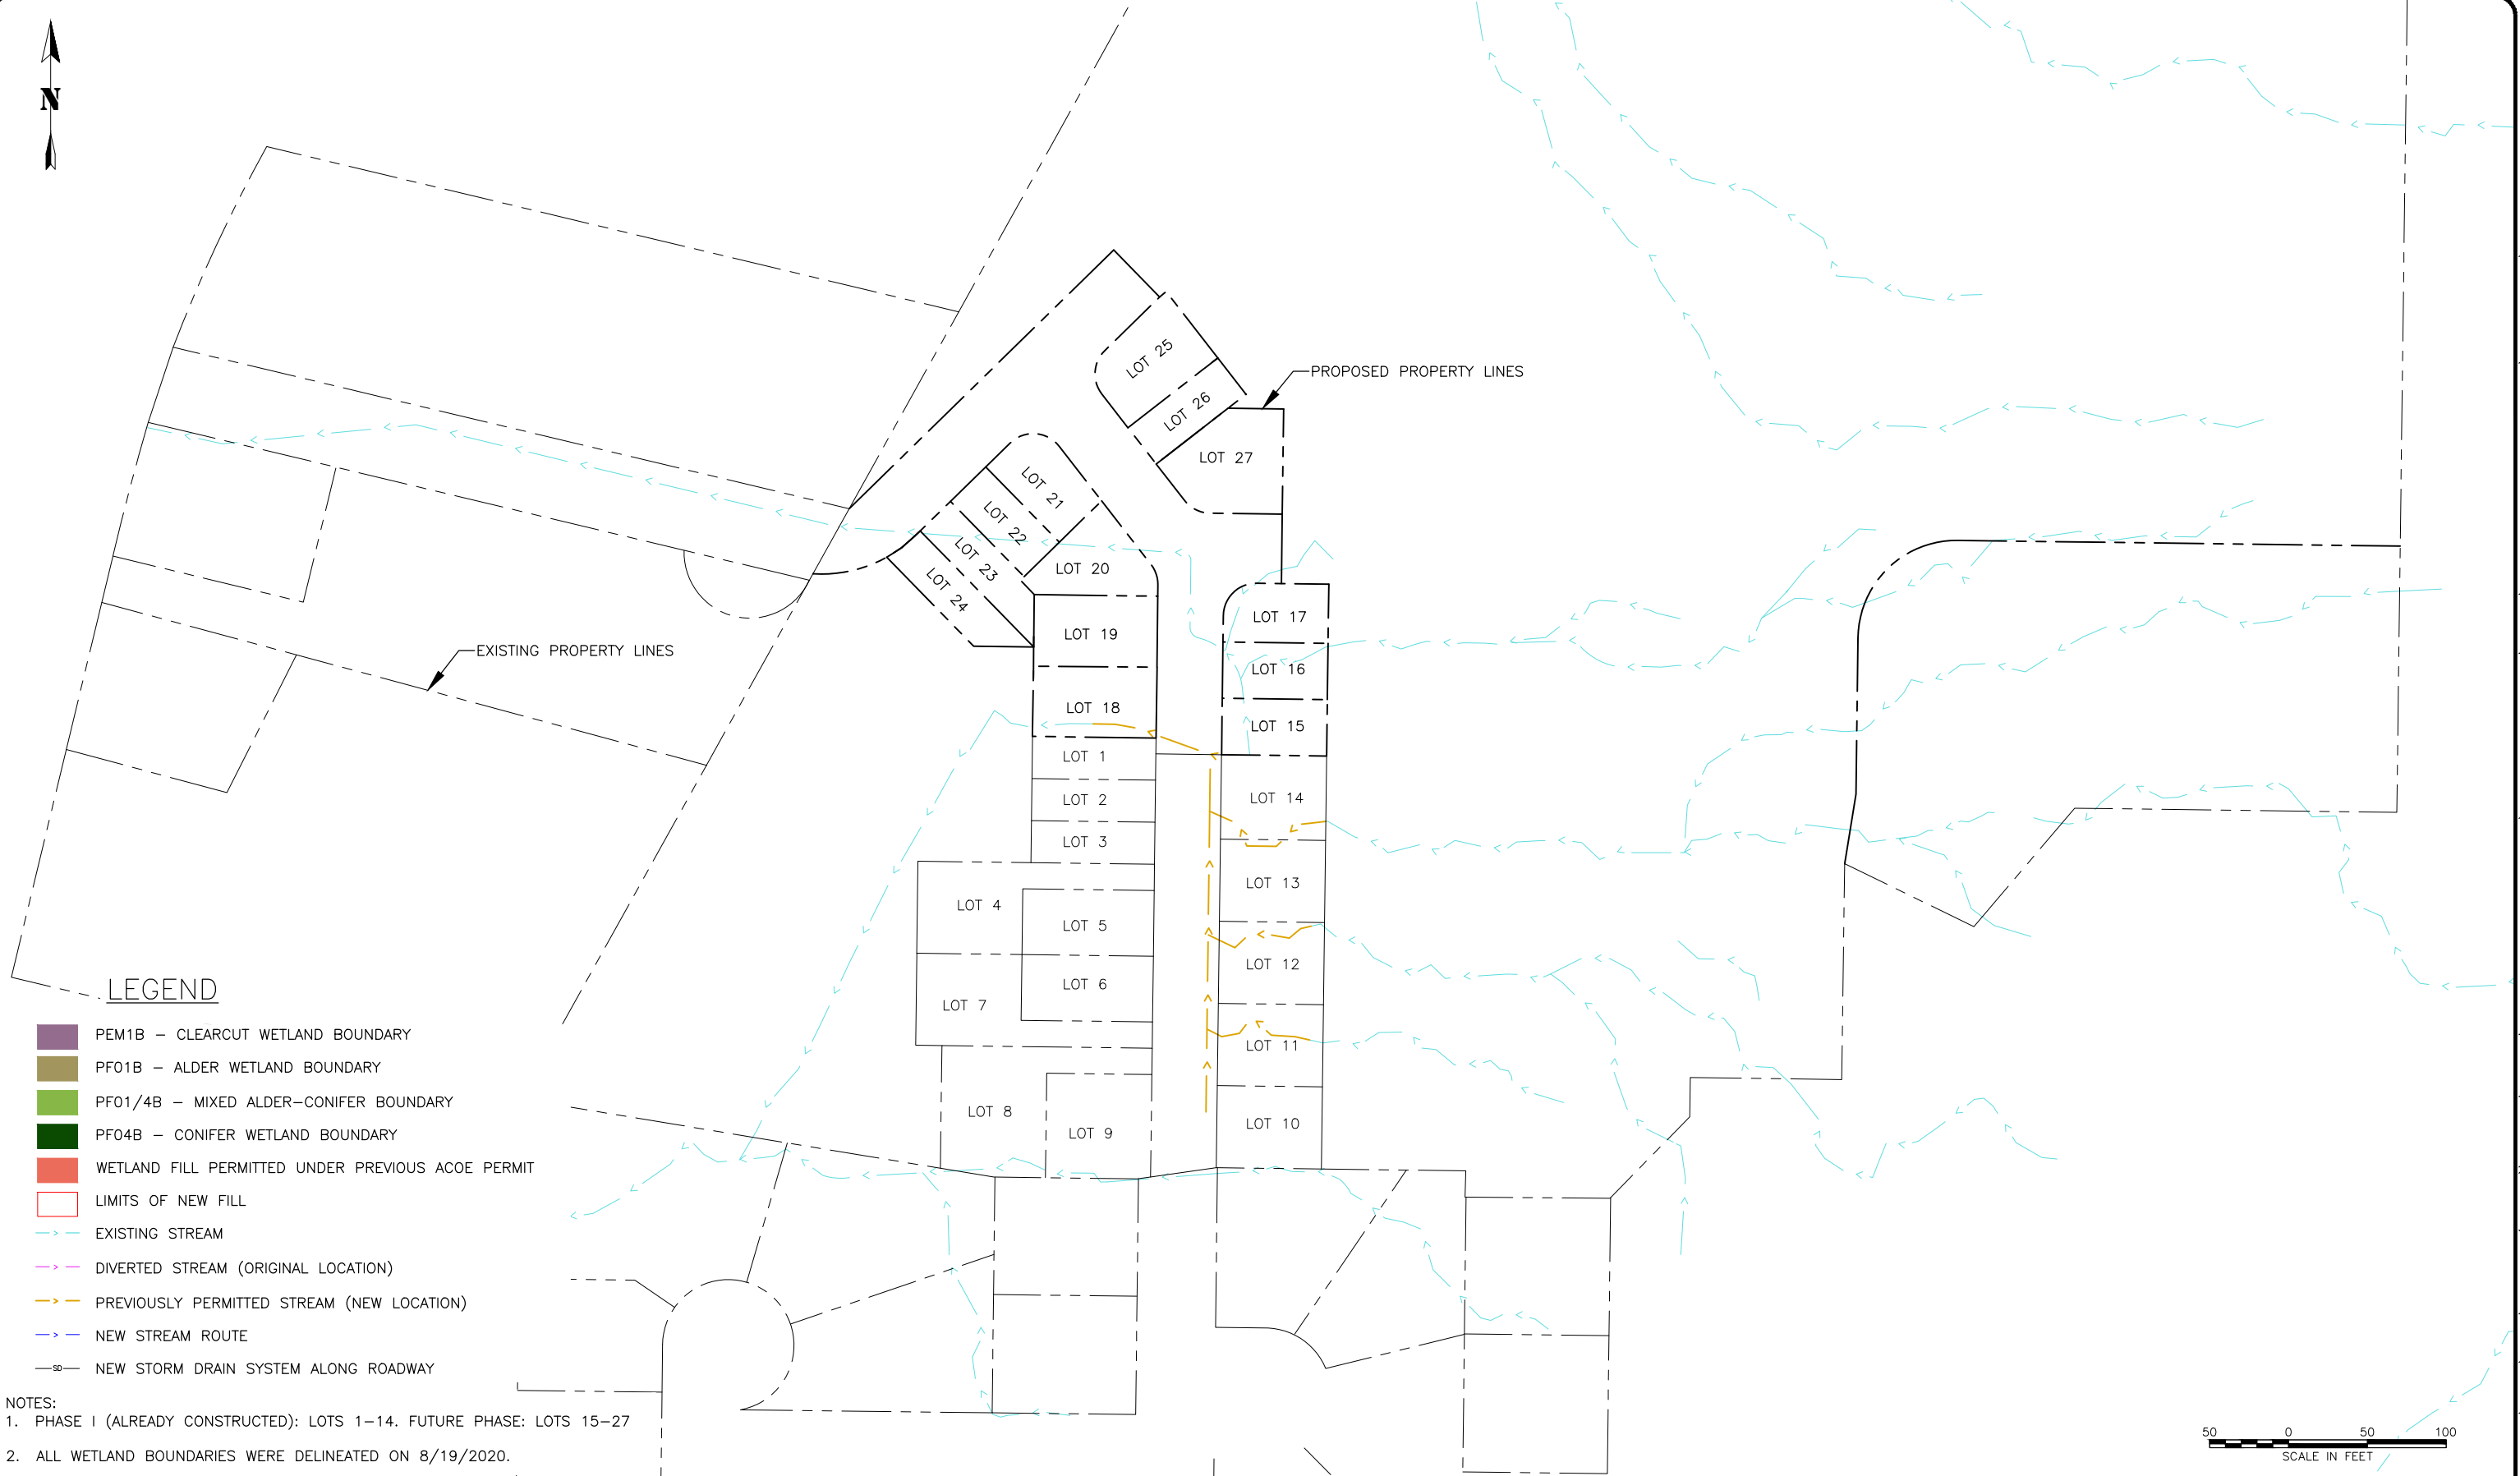 N
LOT 25
PROPOSED PROPERTY LINES
LOT 26
LOT 27
LOT 21
LOT 22
LOT 23
LOT 20
LOT 24
LOT 17
LOT 19
EXISTING PROPERTY LINES
LOT 16
LOT 18
LOT 15
LOT 1
LOT 2
LOT 14
LOT 3
LOT 13
LOT 4
LOT 5
LOT 12
LOT 6
LOT 7
LOT 11
LOT 8
LOT 9
LOT 10
LEGEND
PEM1B – CLEARCUT WETLAND BOUNDARY
PF01B – ALDER WETLAND BOUNDARY
PF01/4B – MIXED ALDER–CONIFER BOUNDARY
PF04B – CONIFER WETLAND BOUNDARY
WETLAND FILL PERMITTED UNDER PREVIOUS ACOE PERMIT
LIMITS OF NEW FILL
EXISTING STREAM
DIVERTED STREAM (ORIGINAL LOCATION)
PREVIOUSLY PERMITTED STREAM (NEW LOCATION)
NEW STREAM ROUTE
SD NEW STORM DRAIN SYSTEM ALONG ROADWAY
NOTES:
1. PHASE I (ALREADY CONSTRUCTED): LOTS 1–14. FUTURE PHASE: LOTS 15–27
2. ALL WETLAND BOUNDARIES WERE DELINEATED ON 8/19/2020.
50 0 50 100
SCALE IN FEET